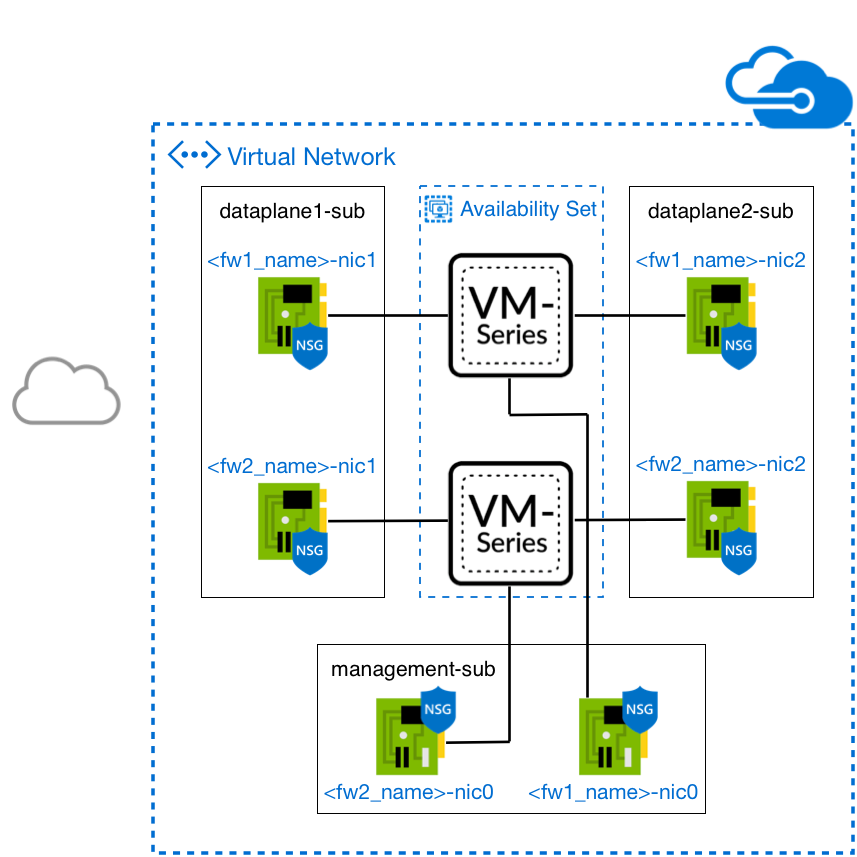 Virtual Network
dataplane1-sub
Availability Set
dataplane2-sub
<fw1_name>-nic1
<fw1_name>-nic2
VM-
Series
NSG
NSG
<fw2_name>-nic1
<fw2_name>-nic2
VM-
Series
NSG
NSG
management-sub
NSG
NSG
<fw2_name>-nic0
<fw1_name>-nic0